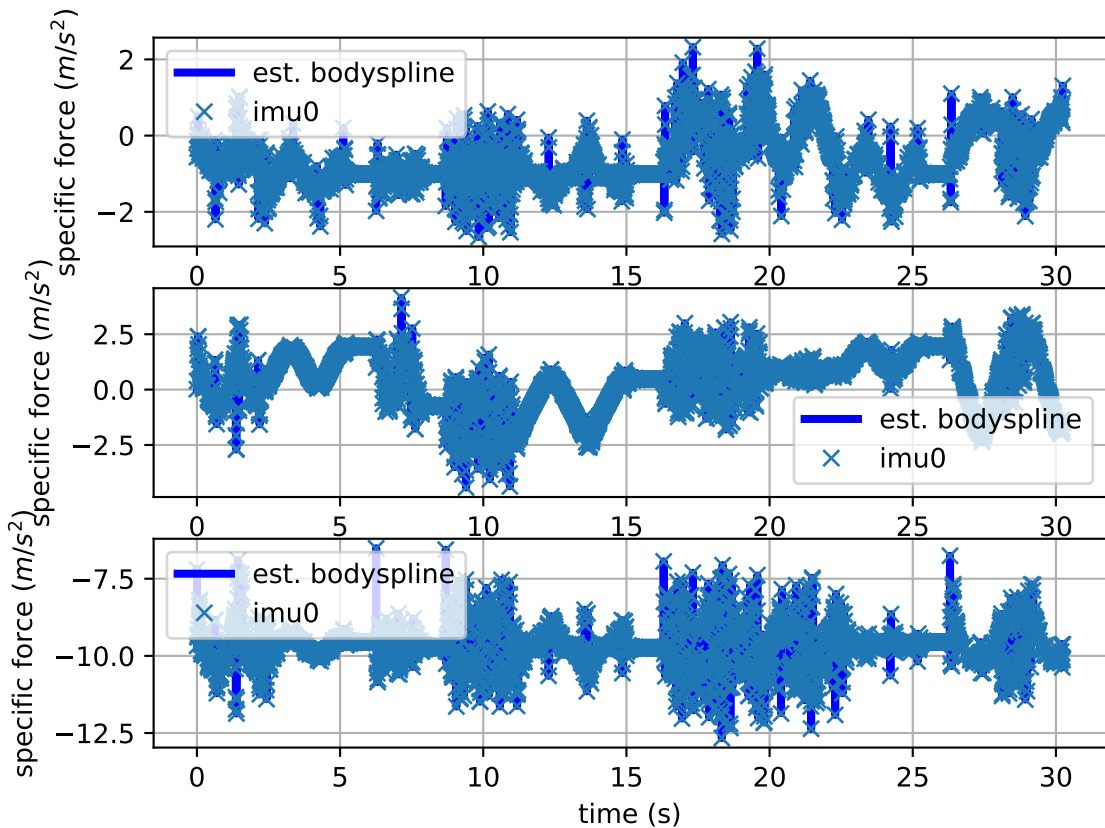 specific force (m/s²)
2
0
−2
est. bodyspline
imu0
0 5 10 15 20 25 30
specific force (m/s²)
2.5
0.0
−2.5
est. bodyspline
imu0
0 5 10 15 20 25 30
specific force (m/s²)
−7.5
−10.0
−12.5
est. bodyspline
imu0
0 5 10 15 20 25 30
time (s)